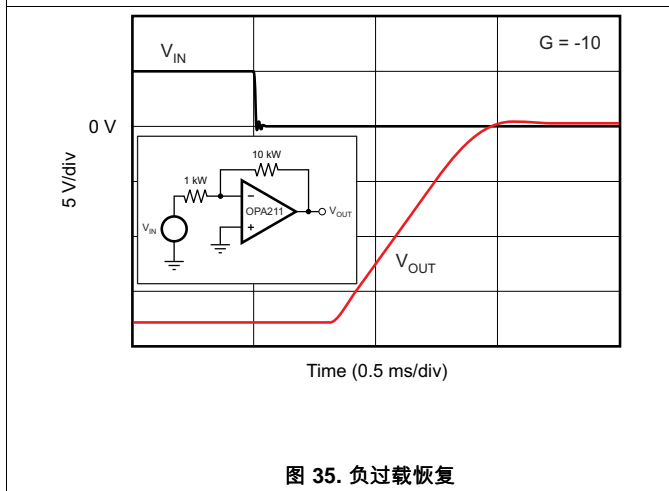 V_IN
G = -10
0 V
5 V/div
10 kW
1 kW
OPA211
V_IN
V_OUT
V_OUT
Time (0.5 ms/div)
图 35. 负过载恢复